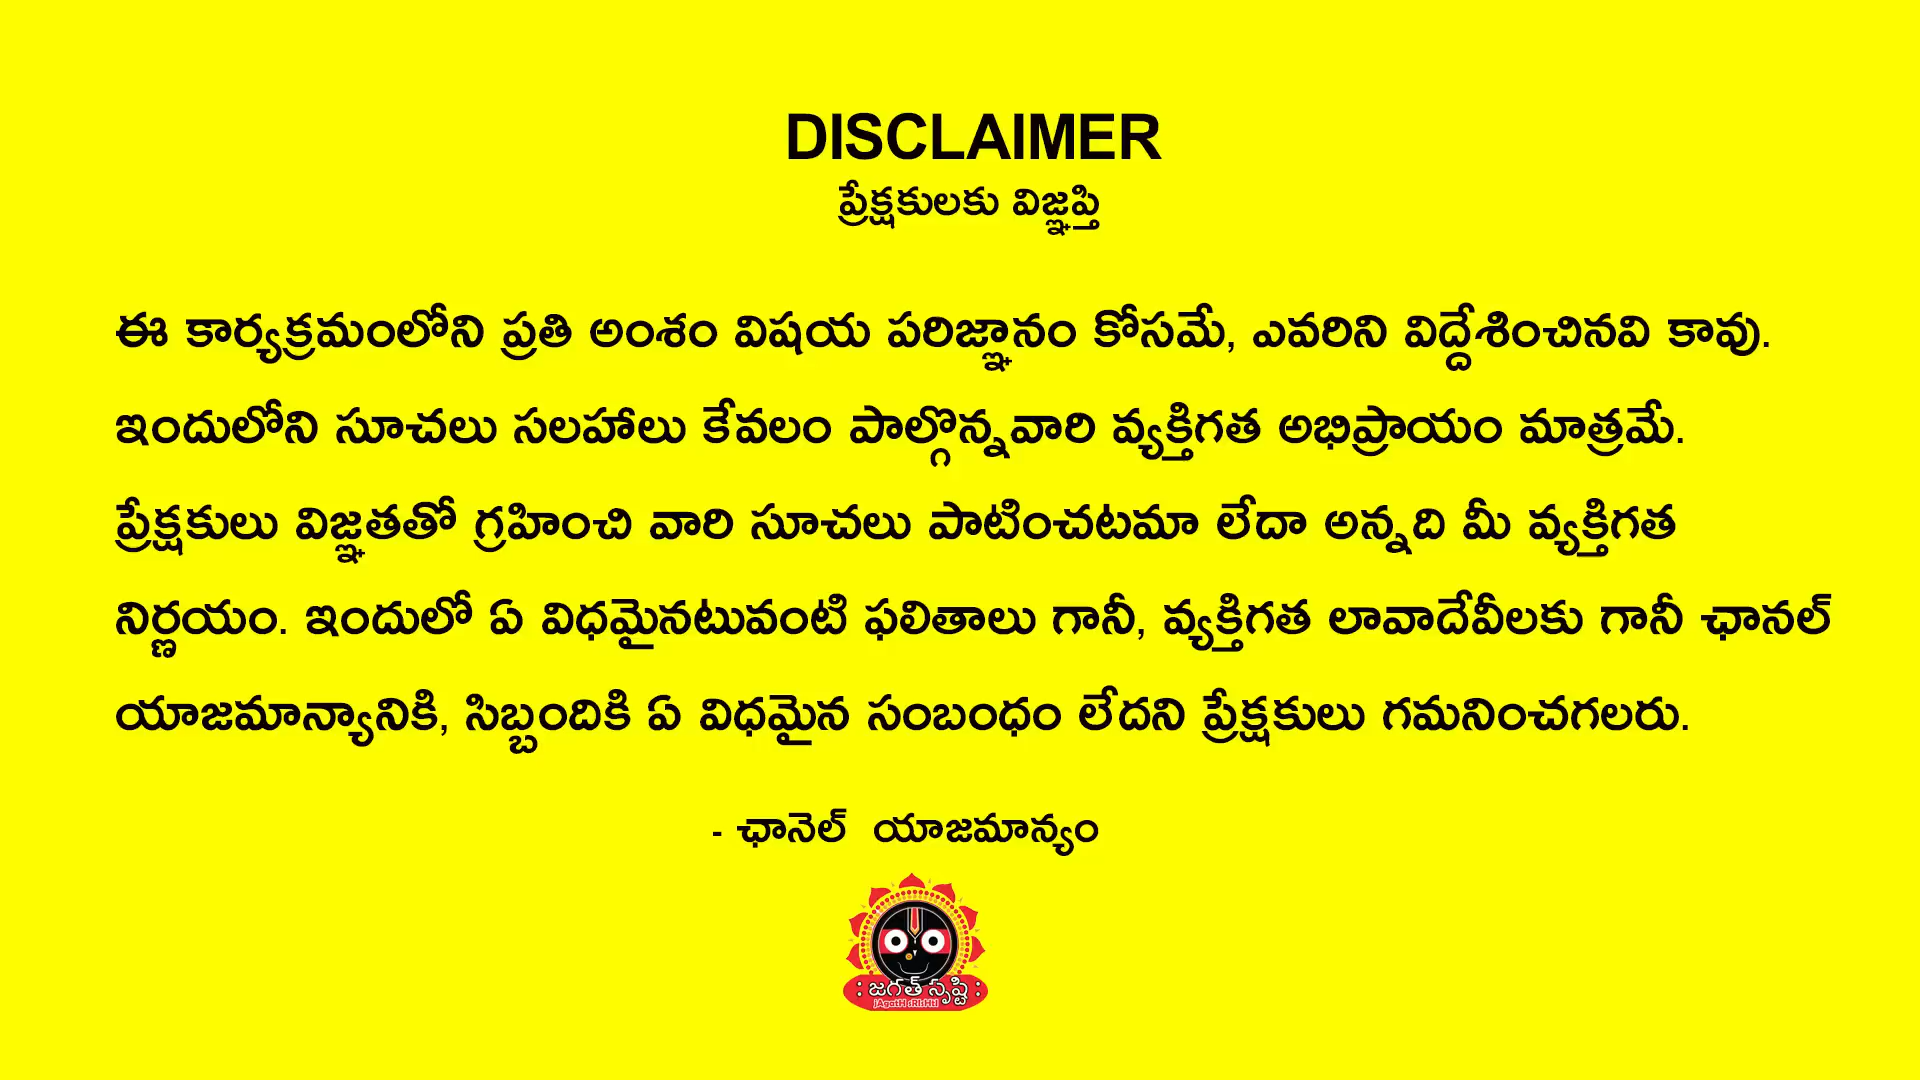 DISCLAIMER
ప్రేక్షకులకు విజ్ఞప్తి
ఈ కార్యక్రమంలోని ప్రతి అంశం విషయ పరిజ్ఞానం కోసమే, ఎవరిని విద్దేశించినవి కావు.
ఇందులోని సూచలు సలహాలు కేవలం పాల్గొన్నవారి వ్యక్తిగత అభిప్రాయం మాత్రమే.
ప్రేక్షకులు విజ్ఞతతో గ్రహించి వారి సూచలు పాటించటమా లేదా అన్నది మీ వ్యక్తిగత
నిర్ణయం. ఇందులో ఏ విధమైనటువంటి ఫలితాలు గానీ, వ్యక్తిగత లావాదేవీలకు గానీ ఛానల్
యాజమాన్యానికి, సిబ్బందికి ఏ విధమైన సంబంధం లేదని ప్రేక్షకులు గమనించగలరు.
- ఛానెల్ యాజమాన్యం
: జగత్ సృష్టి :
jAgatH sRIsHtI